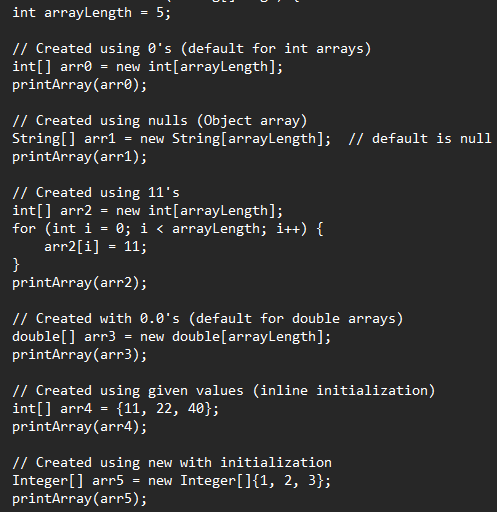 int arrayLength = 5;
// Created using 0's (default for int arrays)
int[] arr0 = new int[arrayLength];
printArray(arr0);
// Created using nulls (Object array)
String[] arr1 = new String[arrayLength];  // default is null
printArray(arr1);
// Created using 11's
int[] arr2 = new int[arrayLength];
for (int i = 0; i < arrayLength; i++) {
    arr2[i] = 11;
}
printArray(arr2);
// Created with 0.0's (default for double arrays)
double[] arr3 = new double[arrayLength];
printArray(arr3);
// Created using given values (inline initialization)
int[] arr4 = {11, 22, 40};
printArray(arr4);
// Created using new with initialization
Integer[] arr5 = new Integer[]{1, 2, 3};
printArray(arr5);